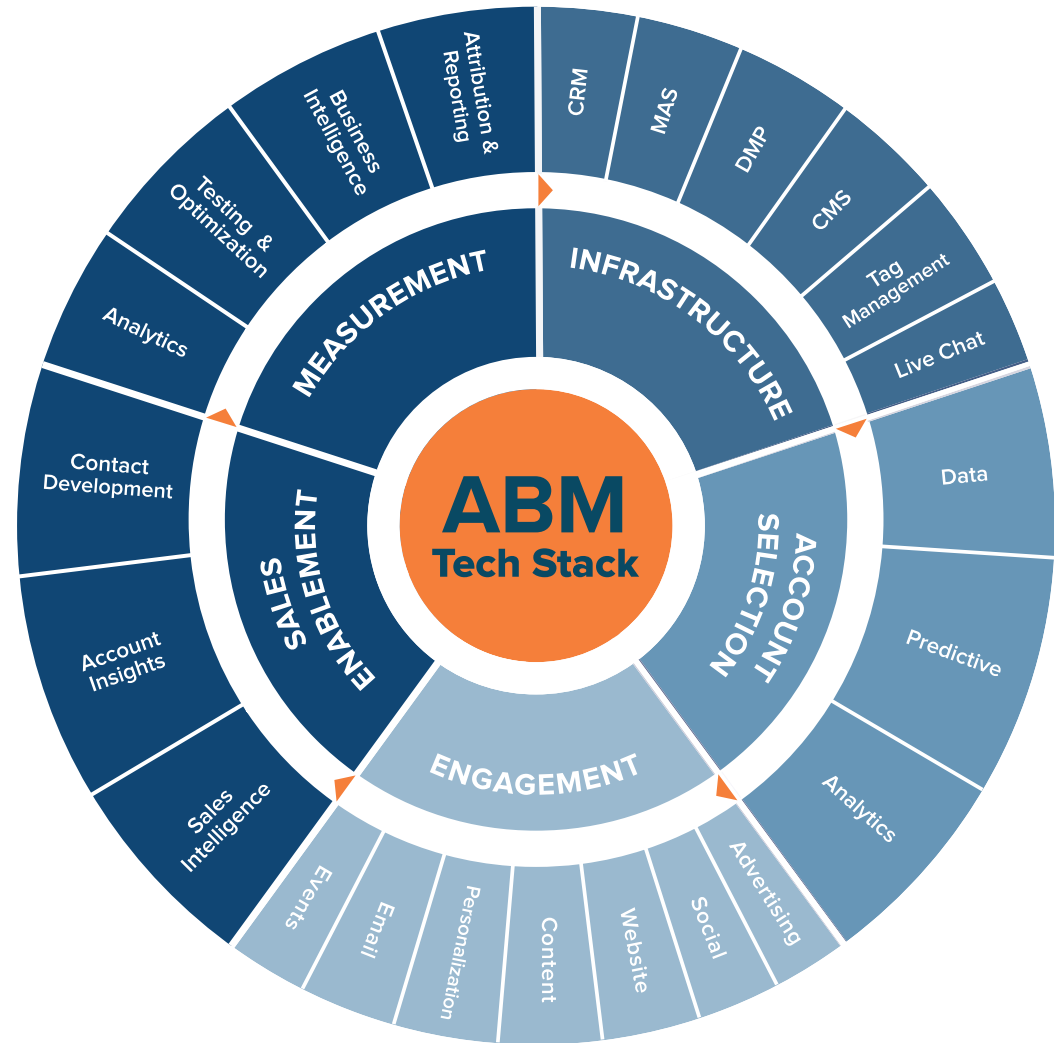 ABM
Tech Stack
INFRASTRUCTURE
CRM
MAS
DMP
CMS
Tag
Management
Live Chat
ACCOUNT
SELECTION
Data
Predictive
Analytics
ENGAGEMENT
Advertising
Social
Website
Content
Personalization
Email
Events
SALES
ENABLEMENT
Sales
Intelligence
Account
Insights
Contact
Development
MEASUREMENT
Analytics
Testing &
Optimization
Business
Intelligence
Attribution &
Reporting